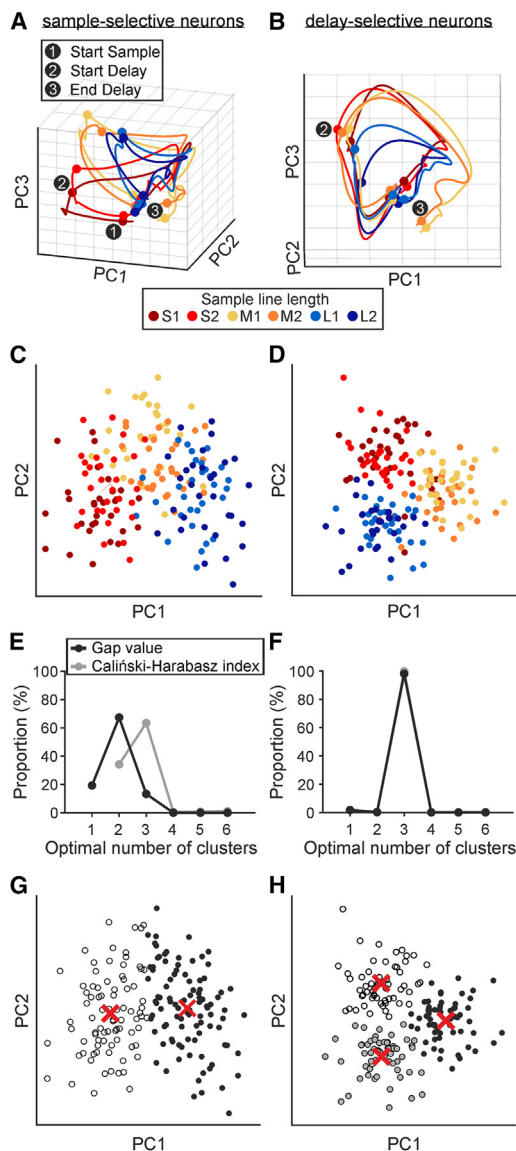 A sample-selective neurons
B delay-selective neurons
1 Start Sample
2 Start Delay
3 End Delay
PC3
2
1
3
PC1
PC2
2
3
PC3
PC2
PC1
Sample line length
S1 S2 M1 M2 L1 L2
C
PC2
PC1
D
PC2
PC1
E
Gap value
Caliński-Harabasz index
Proportion (%)
100
80
60
40
20
0
1 2 3 4 5 6
Optimal number of clusters
F
Proportion (%)
100
80
60
40
20
0
1 2 3 4 5 6
Optimal number of clusters
G
PC2
PC1
H
PC2
PC1